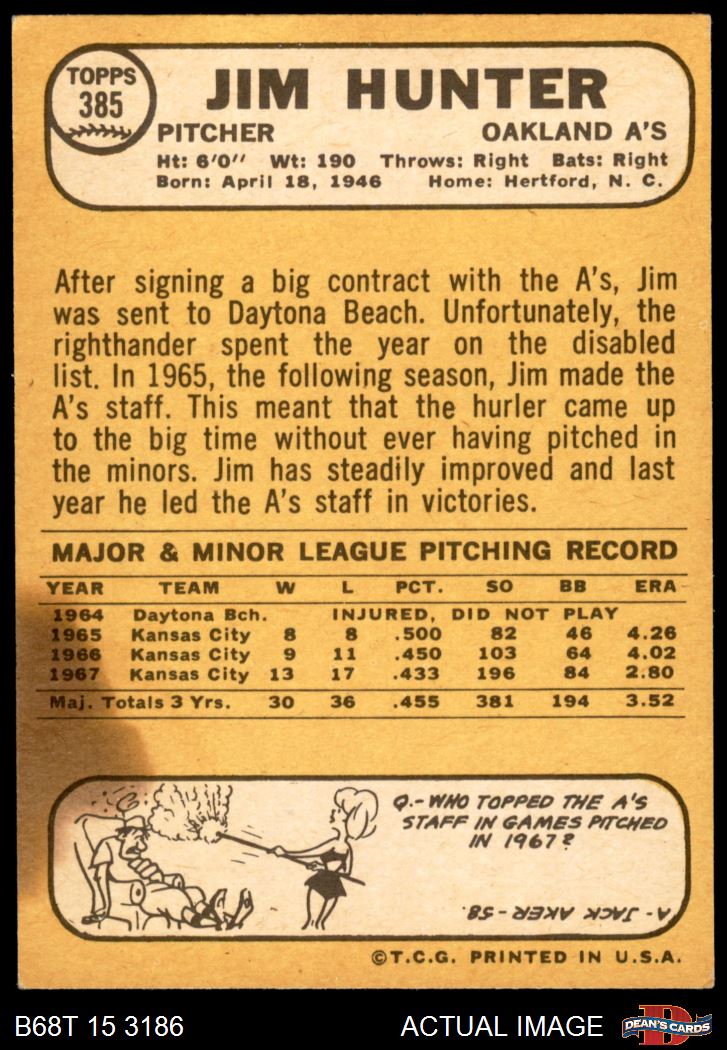 TOPPS
385
JIM HUNTER
PITCHER OAKLAND A'S
Ht: 6'0" Wt: 190 Throws: Right Bats: Right
Born: April 18, 1946 Home: Hertford, N. C.
After signing a big contract with the A's, Jim
was sent to Daytona Beach. Unfortunately, the
righthander spent the year on the disabled
list. In 1965, the following season, Jim made the
A's staff. This meant that the hurler came up
to the big time without ever having pitched in
the minors. Jim has steadily improved and last
year he led the A's staff in victories.
MAJOR & MINOR LEAGUE PITCHING RECORD
YEAR TEAM W L PCT. SO BB ERA
1964 Daytona Bch. INJURED, DID NOT PLAY
1965 Kansas City 8 8 .500 82 46 4.26
1966 Kansas City 9 11 .450 103 64 4.02
1967 Kansas City 13 17 .433 196 84 2.80
Maj. Totals 3 Yrs. 30 36 .455 381 194 3.52
Q.-WHO TOPPED THE A'S
STAFF IN GAMES PITCHED
IN 1967?
A-JACK AKER-58.
©T.C.G. PRINTED IN U.S.A.
B68T 15 3186 ACTUAL IMAGE D DEAN'S CARDS